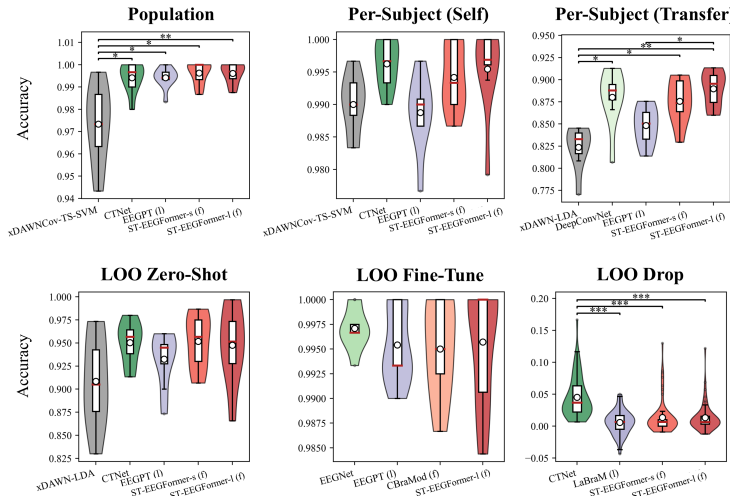 Population
Per-Subject (Self)
Per-Subject (Transfer)
Accuracy
1.01
1.00
0.99
0.98
0.97
0.96
0.95
0.94
**
*
*
*
xDAWNCov-TS-SVM
CTNet
EEGPT (l)
ST-EEGFormer-s (f)
ST-EEGFormer-l (f)
1.000
0.995
0.990
0.985
0.980
xDAWNCov-TS-SVM
CTNet
EEGPT (l)
ST-EEGFormer-s (f)
ST-EEGFormer-l (f)
0.950
0.925
0.900
0.875
0.850
0.825
0.800
0.775
*
**
*
*
xDAWN-LDA
DeepConvNet
EEGPT (l)
ST-EEGFormer-s (f)
ST-EEGFormer-l (f)
LOO Zero-Shot
LOO Fine-Tune
LOO Drop
Accuracy
1.000
0.975
0.950
0.925
0.900
0.875
0.850
0.825
xDAWN-LDA
CTNet
EEGPT (l)
ST-EEGFormer-s (f)
ST-EEGFormer-l (f)
1.0000
0.9975
0.9950
0.9925
0.9900
0.9875
0.9850
EEGNet
EEGPT (l)
CBraMod (f)
ST-EEGFormer-l (f)
0.20
0.15
0.10
0.05
0.00
−0.05
***
***
***
CTNet
LaBraM (l)
ST-EEGFormer-s (f)
ST-EEGFormer-l (f)